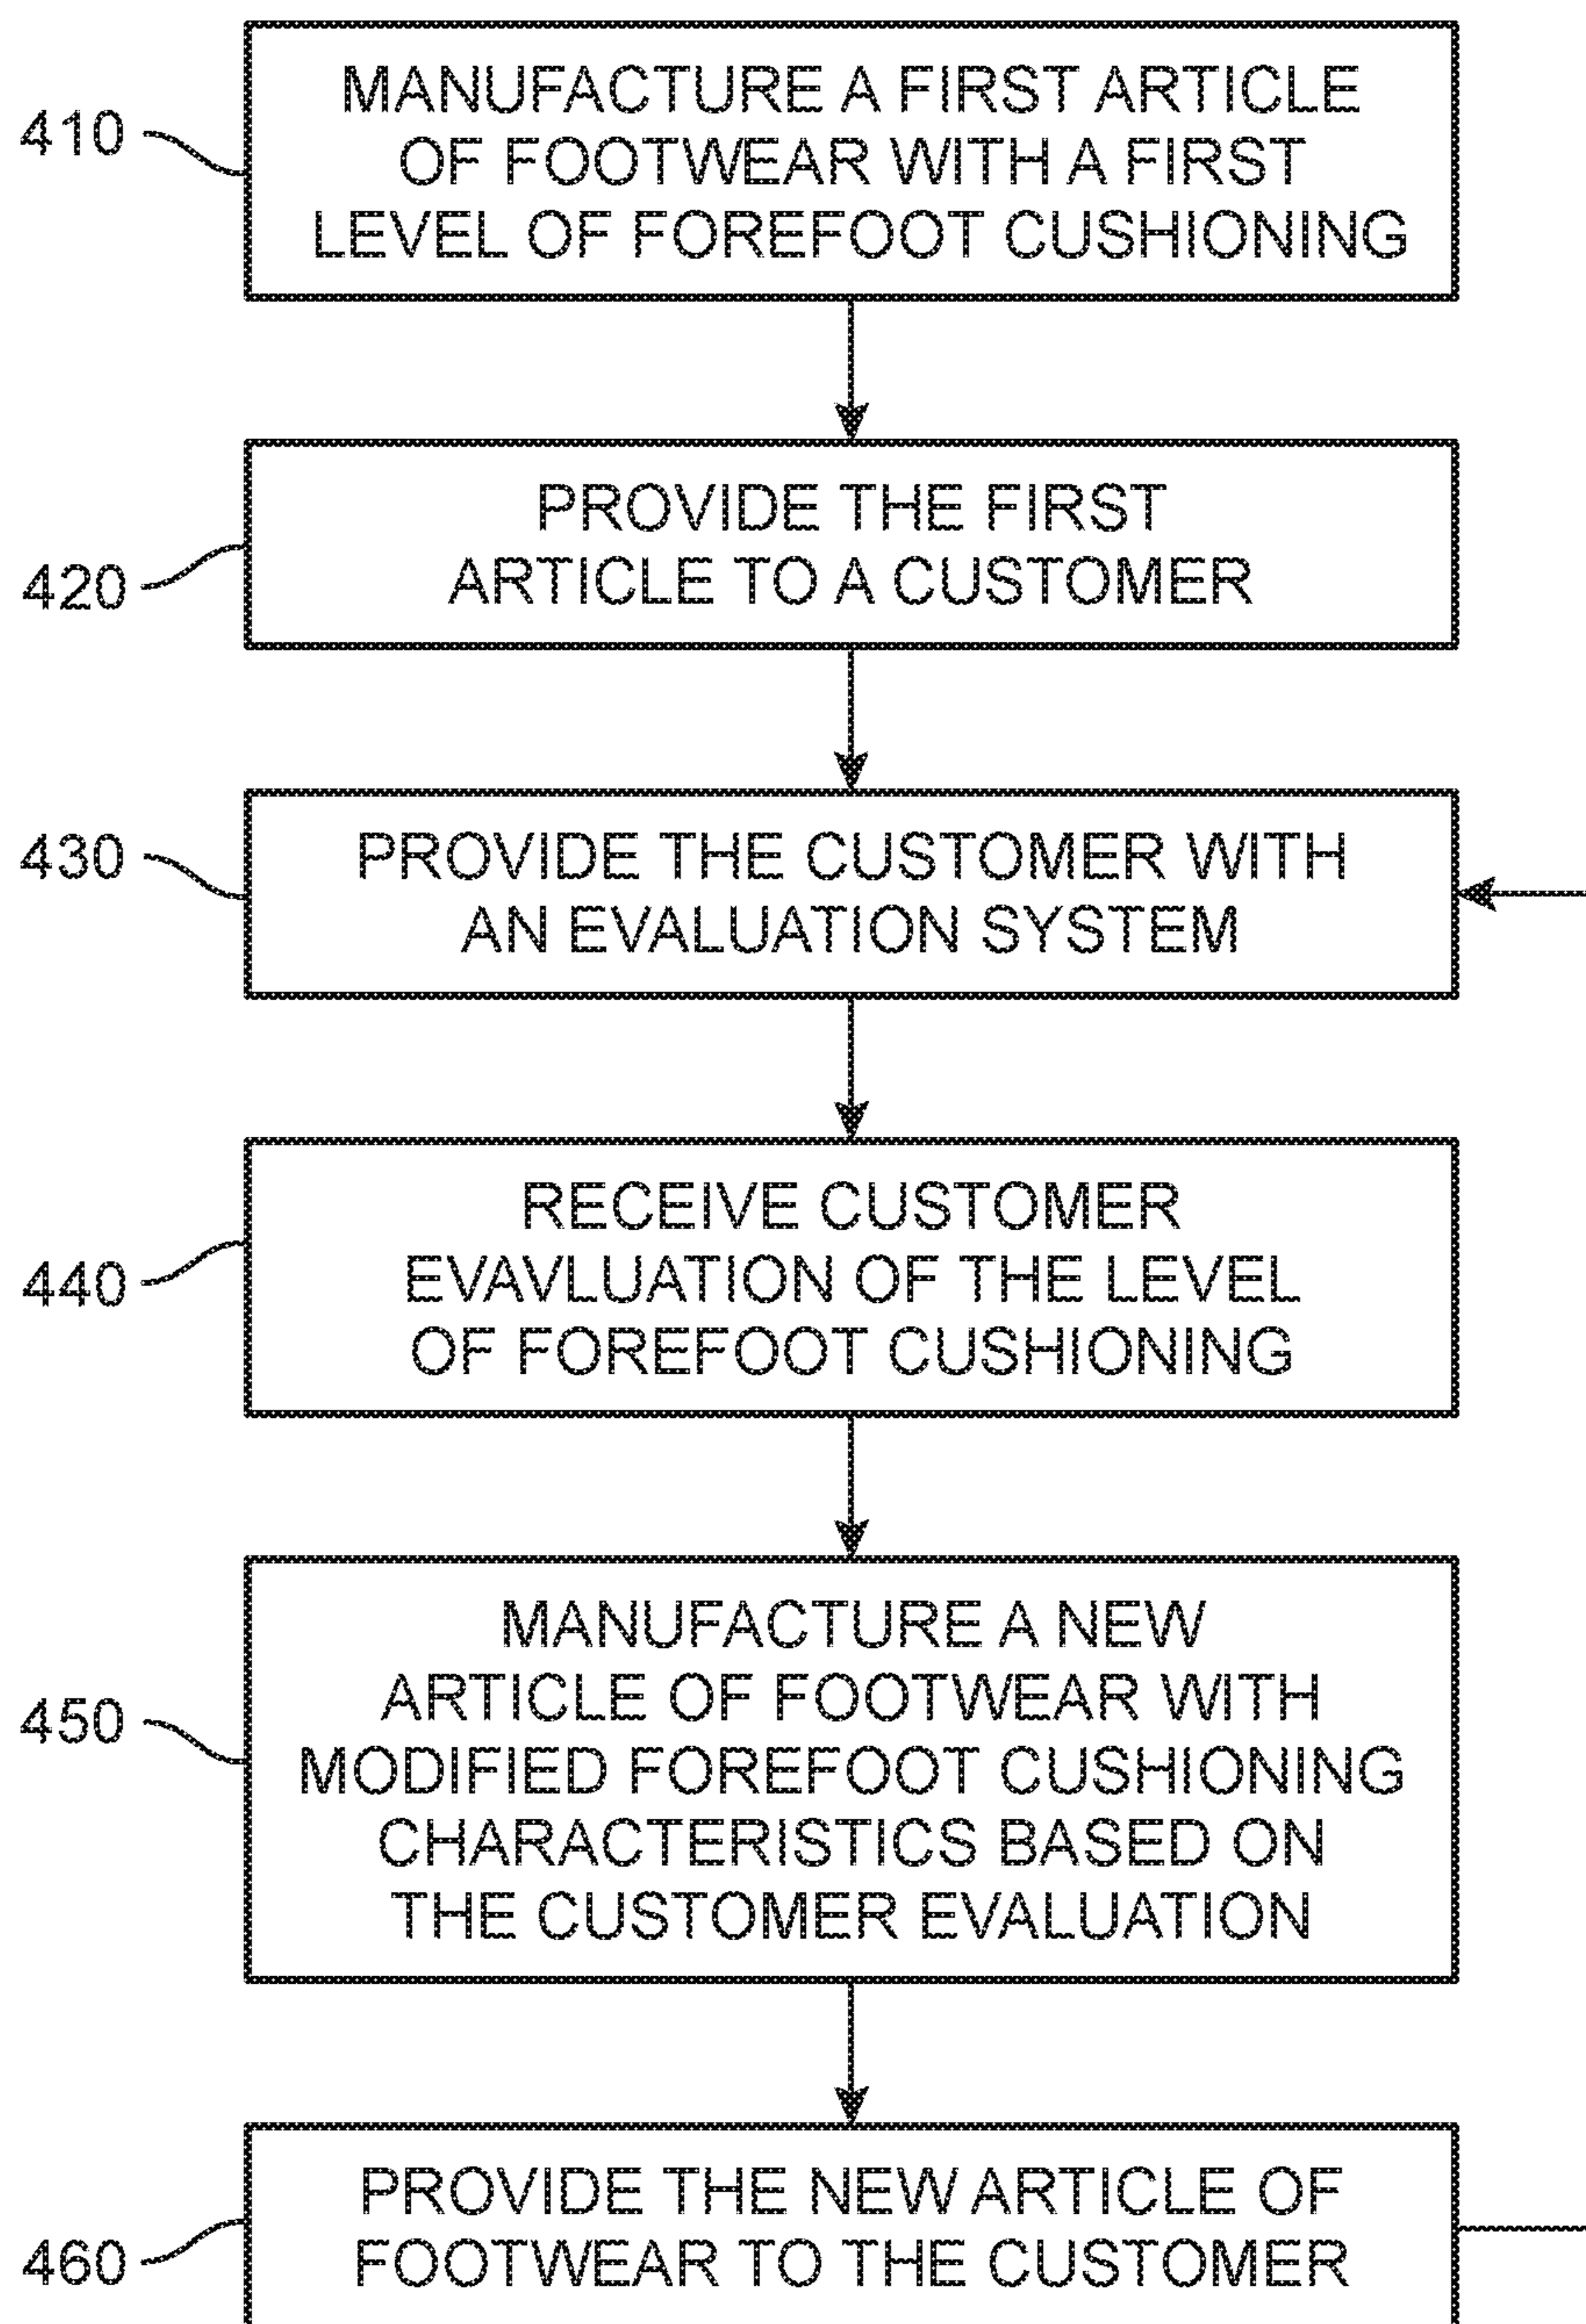 410
MANUFACTURE A FIRST ARTICLE
OF FOOTWEAR WITH A FIRST
LEVEL OF FOREFOOT CUSHIONING
420
PROVIDE THE FIRST
ARTICLE TO A CUSTOMER
430
PROVIDE THE CUSTOMER WITH
AN EVALUATION SYSTEM
440
RECEIVE CUSTOMER
EVAVLUATION OF THE LEVEL
OF FOREFOOT CUSHIONING
450
MANUFACTURE A NEW
ARTICLE OF FOOTWEAR WITH
MODIFIED FOREFOOT CUSHIONING
CHARACTERISTICS BASED ON
THE CUSTOMER EVALUATION
460
PROVIDE THE NEW ARTICLE OF
FOOTWEAR TO THE CUSTOMER